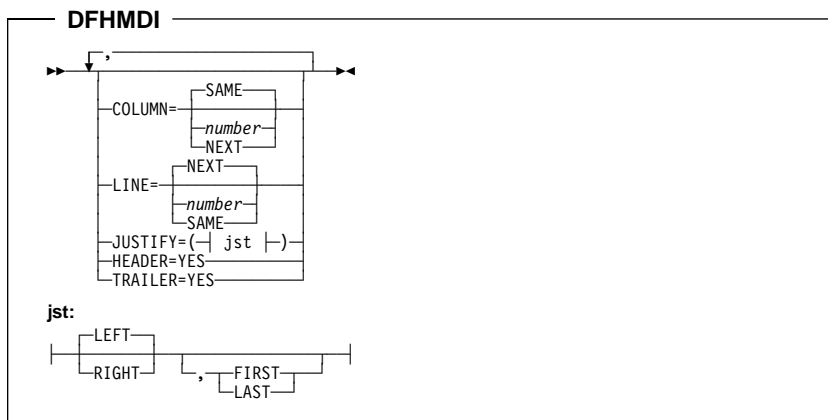 DFHMDI
,
SAME
COLUMN=
number
NEXT
NEXT
LINE=
number
SAME
JUSTIFY=( jst )
HEADER=YES
TRAILER=YES
jst:
LEFT
RIGHT , FIRST
LAST